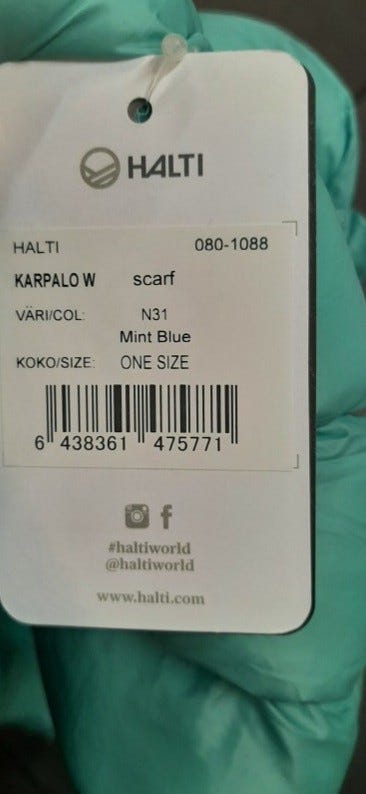 HALTI
HALTI 080-1088
KARPALO W scarf
VÄRI/COL: N31
Mint Blue
KOKO/SIZE: ONE SIZE
6 438361 475771
#haltiworld
@haltiworld
www.halti.com